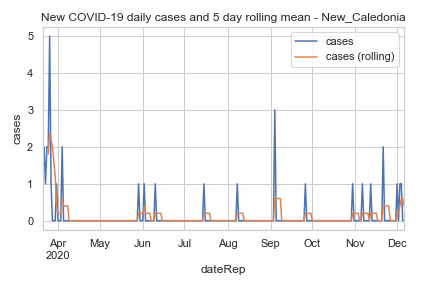 New COVID-19 daily cases and 5 day rolling mean - New_Caledonia
cases
cases (rolling)
5
4
3
2
1
0
cases
Apr May Jun Jul Aug Sep Oct Nov Dec
2020
dateRep